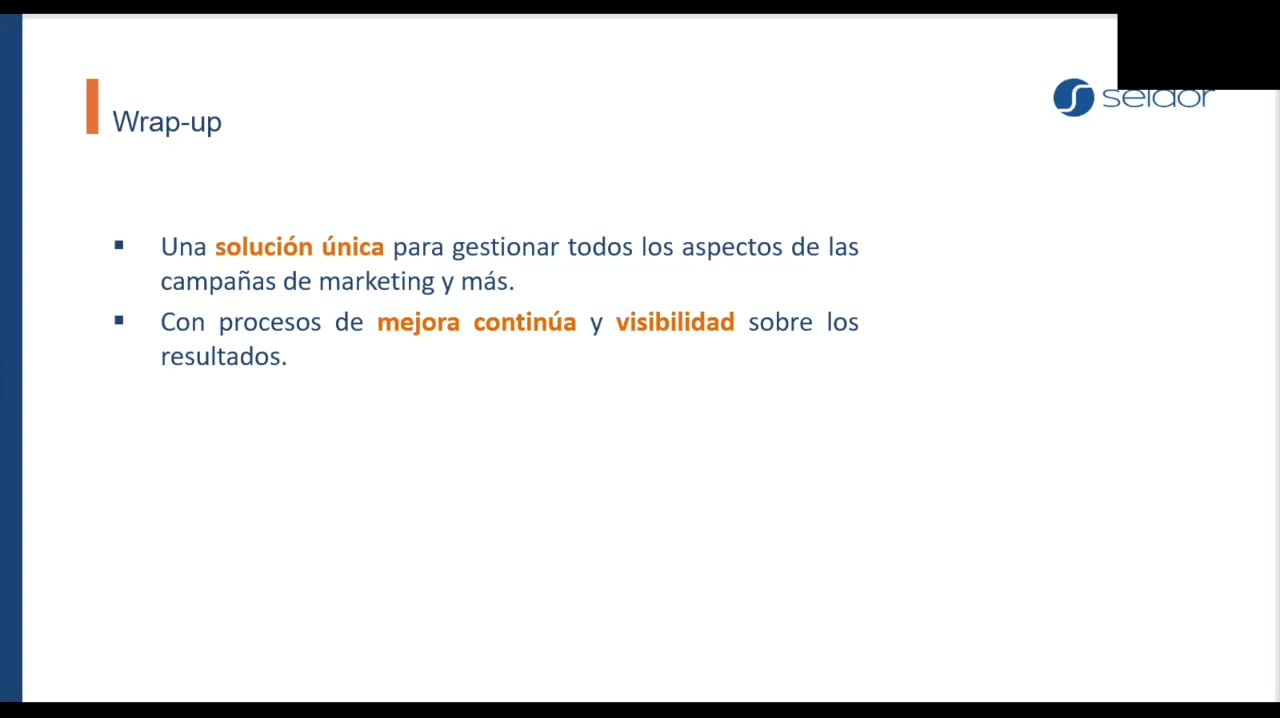 Wrap-up
seidor
Una solución única para gestionar todos los aspectos de las
campañas de marketing y más.
Con procesos de mejora continúa y visibilidad sobre los
resultados.